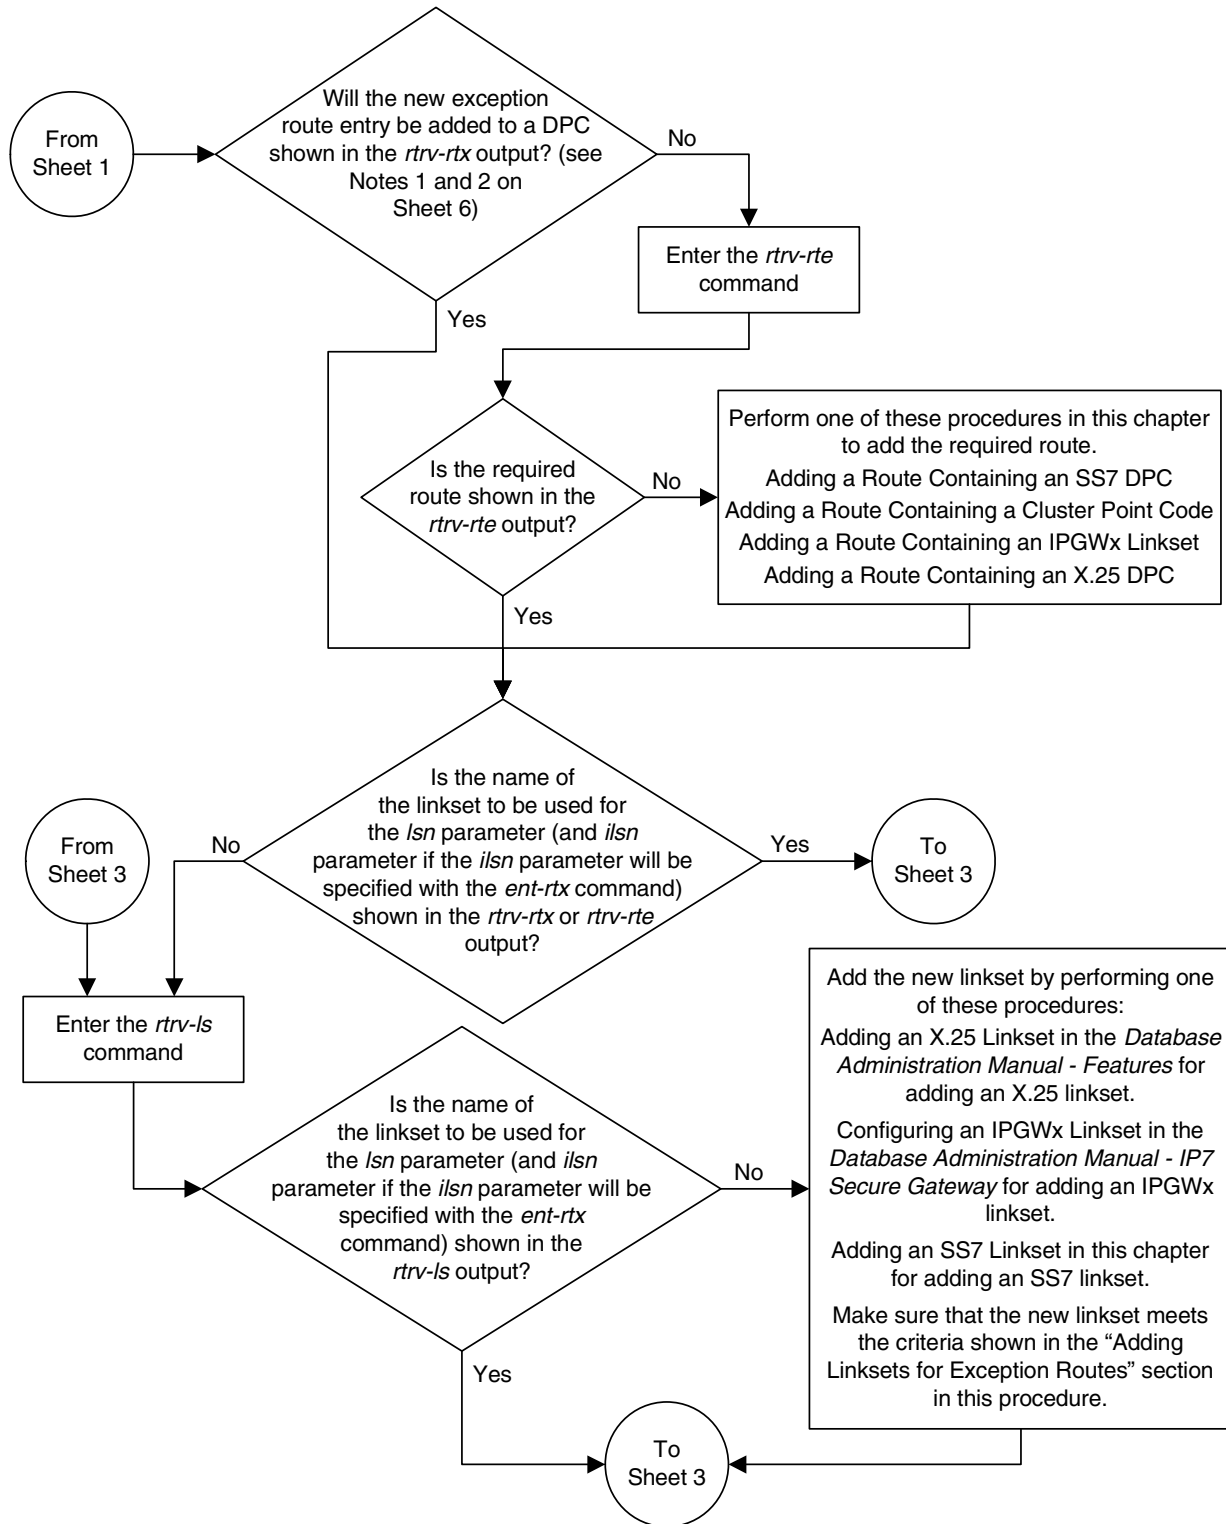 From
Sheet 1
Will the new exception
route entry be added to a DPC
shown in the rtrv-rtx output? (see
Notes 1 and 2 on
Sheet 6)
No
Yes
Enter the rtrv-rte
command
Is the required
route shown in the
rtrv-rte output?
No
Yes
Perform one of these procedures in this chapter
to add the required route.
Adding a Route Containing an SS7 DPC
Adding a Route Containing a Cluster Point Code
Adding a Route Containing an IPGWx Linkset
Adding a Route Containing an X.25 DPC
Is the name of
the linkset to be used for
the lsn parameter (and ilsn
parameter if the ilsn parameter will be
specified with the ent-rtx command)
shown in the rtrv-rtx or rtrv-rte
output?
No
Yes
To
Sheet 3
From
Sheet 3
Enter the rtrv-ls
command
Is the name of
the linkset to be used for
the lsn parameter (and ilsn
parameter if the ilsn parameter will be
specified with the ent-rtx
command) shown in the
rtrv-ls output?
No
Yes
Add the new linkset by performing one
of these procedures:
Adding an X.25 Linkset in the Database
Administration Manual - Features for
adding an X.25 linkset.
Configuring an IPGWx Linkset in the
Database Administration Manual - IP7
Secure Gateway for adding an IPGWx
linkset.
Adding an SS7 Linkset in this chapter
for adding an SS7 linkset.
Make sure that the new linkset meets
the criteria shown in the “Adding
Linksets for Exception Routes” section
in this procedure.
To
Sheet 3